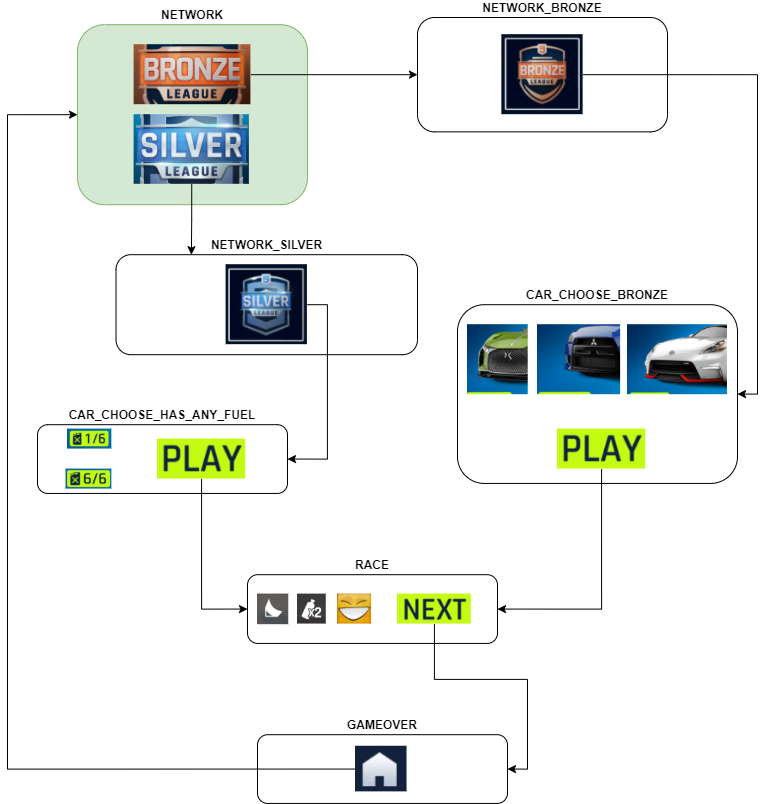 NETWORK
BRONZE
LEAGUE
SILVER
LEAGUE
NETWORK_BRONZE
BRONZE
LEAGUE
NETWORK_SILVER
SILVER
LEAGUE
CAR_CHOOSE_BRONZE
PLAY
CAR_CHOOSE_HAS_ANY_FUEL
1/6
6/6
PLAY
RACE
X2
NEXT
GAMEOVER